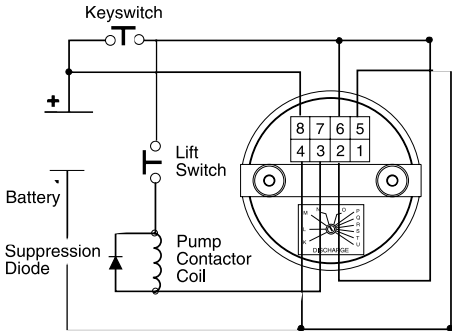 Keyswitch
+
8 7 6 5
4 3 2 1
Lift
Switch
Battery
Suppression
Diode
Pump
Contactor
Coil
M N O P
L Q
K R
S
T
U
DISCHARGE